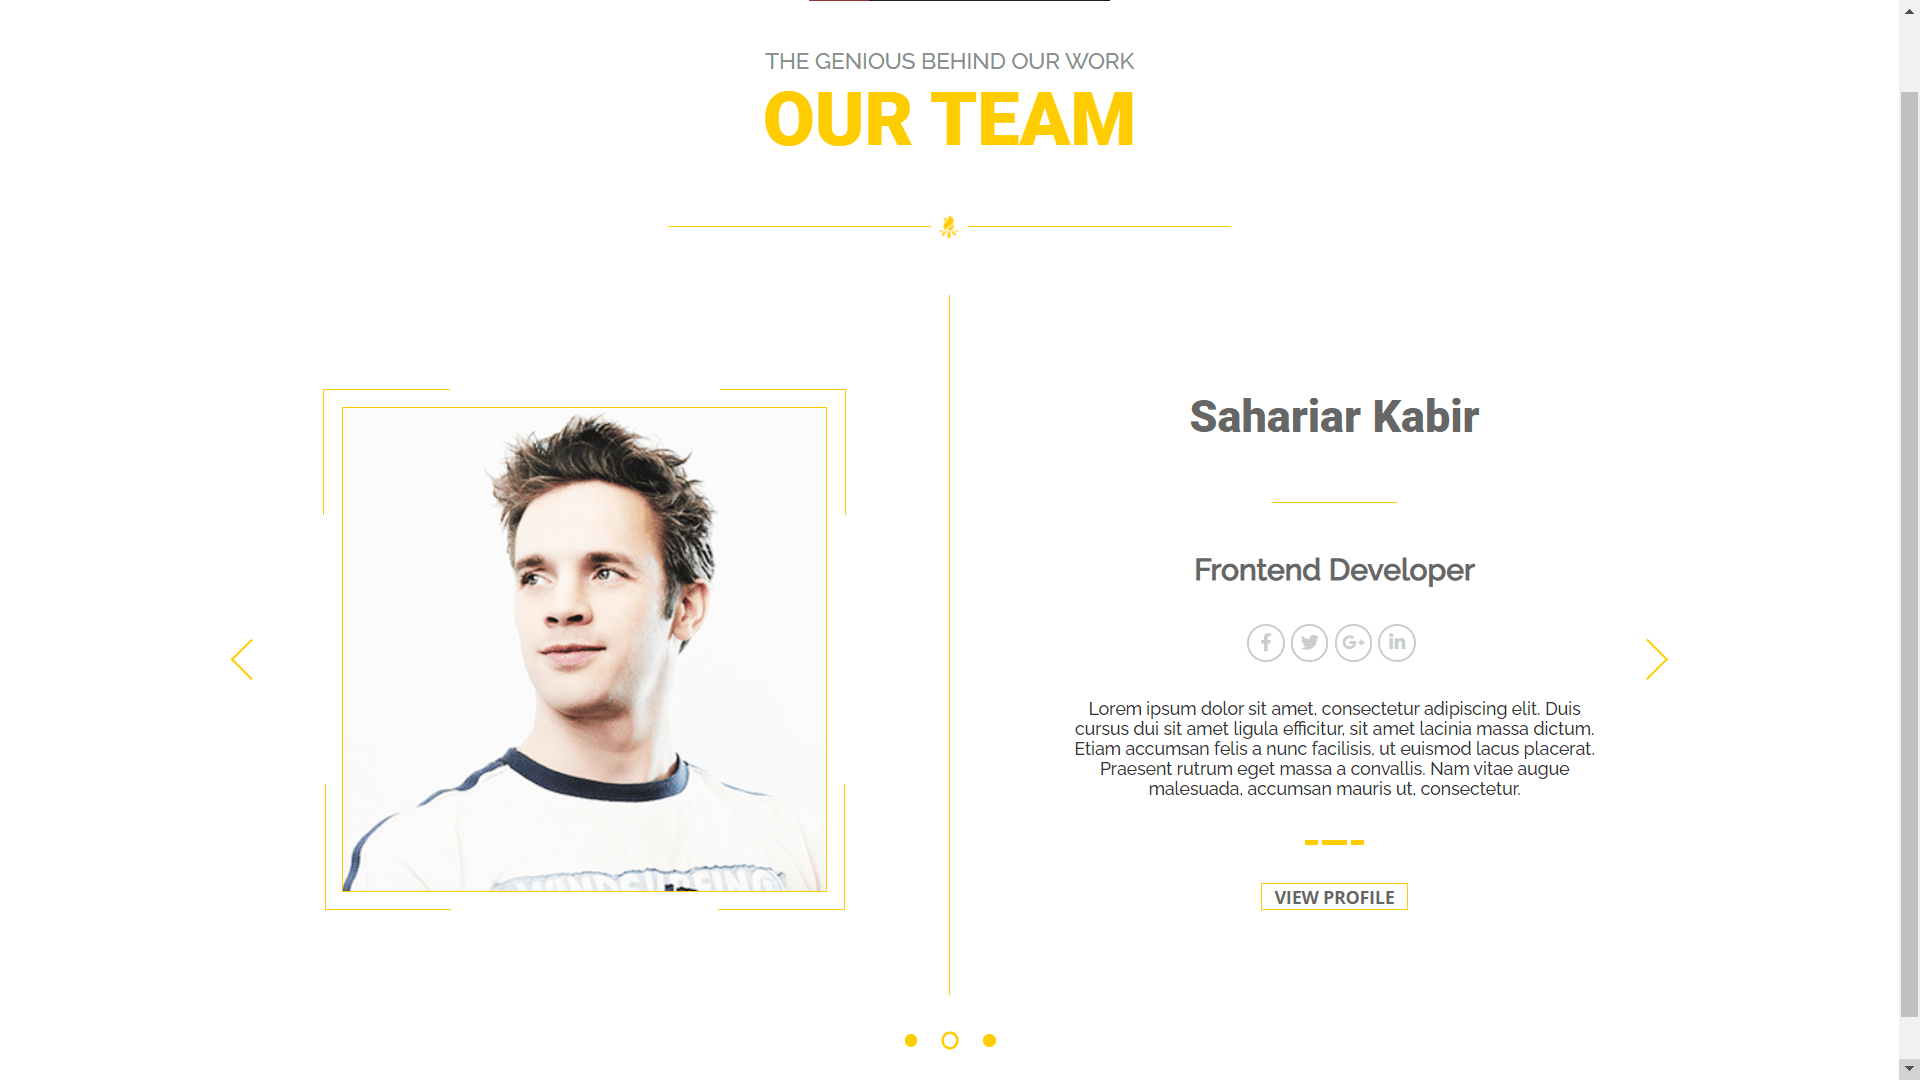 THE GENIOUS BEHIND OUR WORK
OUR TEAM
Sahariar Kabir
Frontend Developer
Lorem ipsum dolor sit amet, consectetur adipiscing elit. Duis
cursus dui sit amet ligula efficitur, sit amet lacinia massa dictum.
Etiam accumsan felis a nunc facilisis, ut euismod lacus placerat.
Praesent rutrum eget massa a convallis. Nam vitae augue
malesuada, accumsan mauris ut, consectetur.
VIEW PROFILE